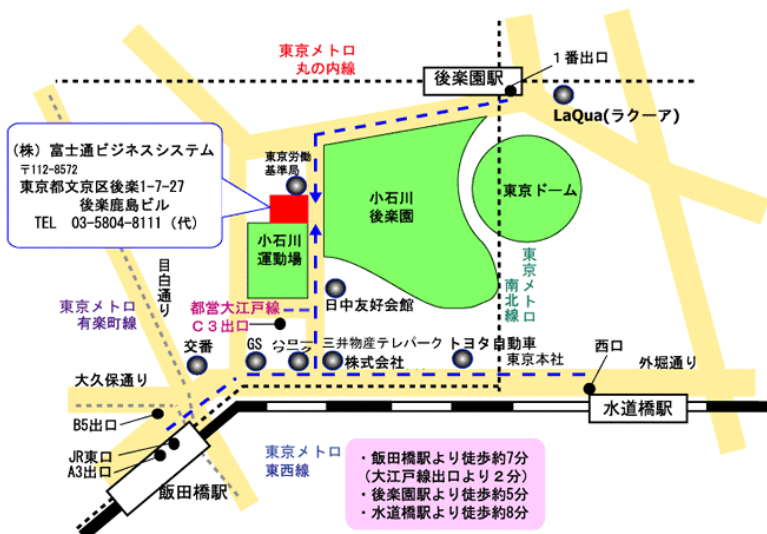 東京メトロ
丸の内線
後楽園駅
1番出口
LaQua(ラクーア)
(株)富士通ビジネスシステム
〒112-8572
東京都文京区後楽1-7-27
後楽鹿島ビル
TEL 03-5804-8111(代)
東京労働
基準局
小石川
後楽園
東京ドーム
小石川
運動場
目白通り
東京メトロ
南北線
東京メトロ
有楽町線
都営大江戸線
C3出口
日中友好会館
交番
GS
三井物産テレパーク
株式会社
トヨタ自動車
東京本社
西口
外堀通り
大久保通り
B5出口
水道橋駅
JR東口
A3出口
飯田橋駅
東京メトロ
東西線
・飯田橋駅より徒歩約7分
(大江戸線出口より2分)
・後楽園駅より徒歩約5分
・水道橋駅より徒歩約8分